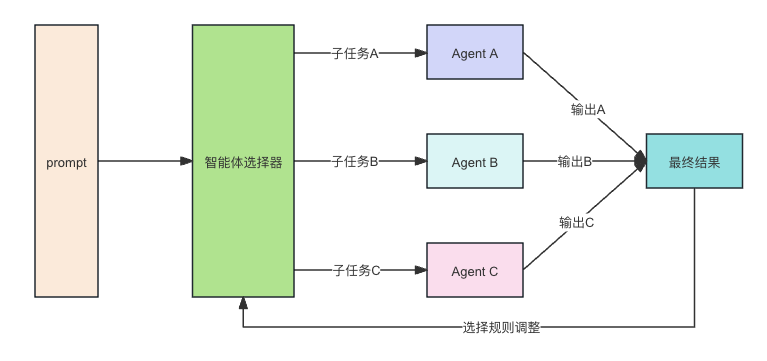 prompt
智能体选择器
子任务A
Agent A
输出A
子任务B
Agent B
输出B
最终结果
子任务C
Agent C
输出C
选择规则调整